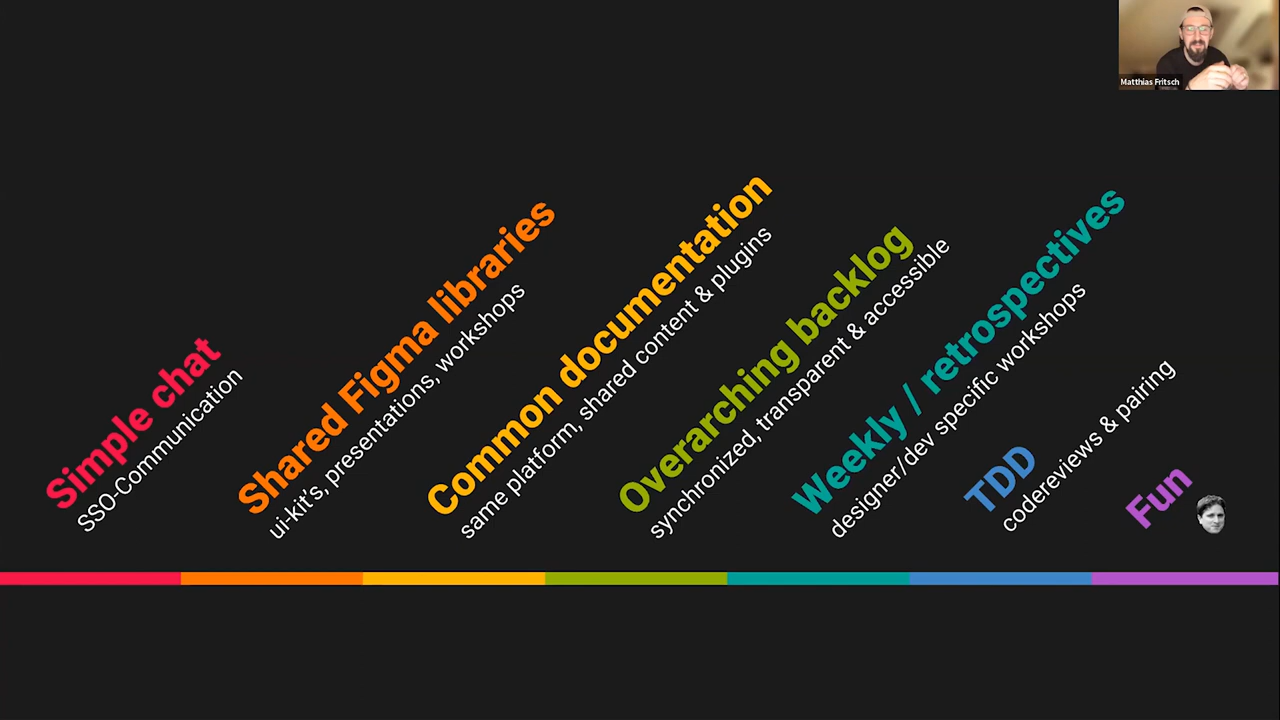 Matthias Fritsch
Simple chat
SSO-Communication
Shared Figma libraries
ui-kit's, presentations, workshops
Common documentation
same platform, shared content & plugins
Overarching backlog
synchronized, transparent & accessible
Weekly / retrospectives
designer/dev specific workshops
TDD
codereviews & pairing
Fun